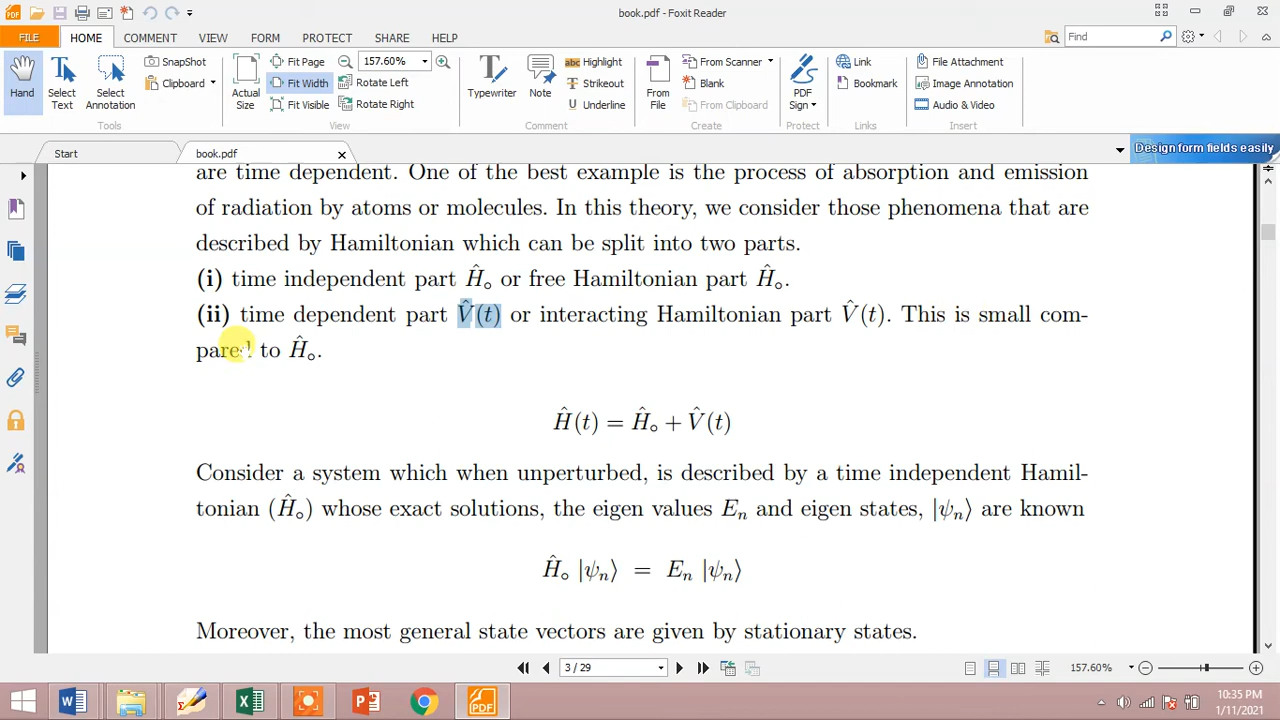 book.pdf - Foxit Reader
FILE HOME COMMENT VIEW FORM PROTECT SHARE HELP Find
SnapShot Fit Page 157.60% Highlight From Scanner Link File Attachment
Hand Select Text Select Annotation Clipboard Actual Size Fit Width Rotate Left Typewriter Note Strikeout From File Blank PDF Sign Bookmark Image Annotation
Fit Visible Rotate Right Underline From Clipboard Audio & Video
Tools View Comment Create Protect Links Insert
Start book.pdf Design form fields easily
are time dependent. One of the best example is the process of absorption and emission
of radiation by atoms or molecules. In this theory, we consider those phenomena that are
described by Hamiltonian which can be split into two parts.
(i) time independent part Ĥ∘ or free Hamiltonian part Ĥ∘.
(ii) time dependent part V̂(t) or interacting Hamiltonian part V̂(t). This is small com-
pared to Ĥ∘.
Ĥ(t) = Ĥ∘ + V̂(t)
Consider a system which when unperturbed, is described by a time independent Hamil-
tonian (Ĥ∘) whose exact solutions, the eigen values Eₙ and eigen states, |ψₙ⟩ are known
Ĥ∘ |ψₙ⟩ = Eₙ |ψₙ⟩
Moreover, the most general state vectors are given by stationary states.
3 / 29 157.60%
10:35 PM
1/11/2021